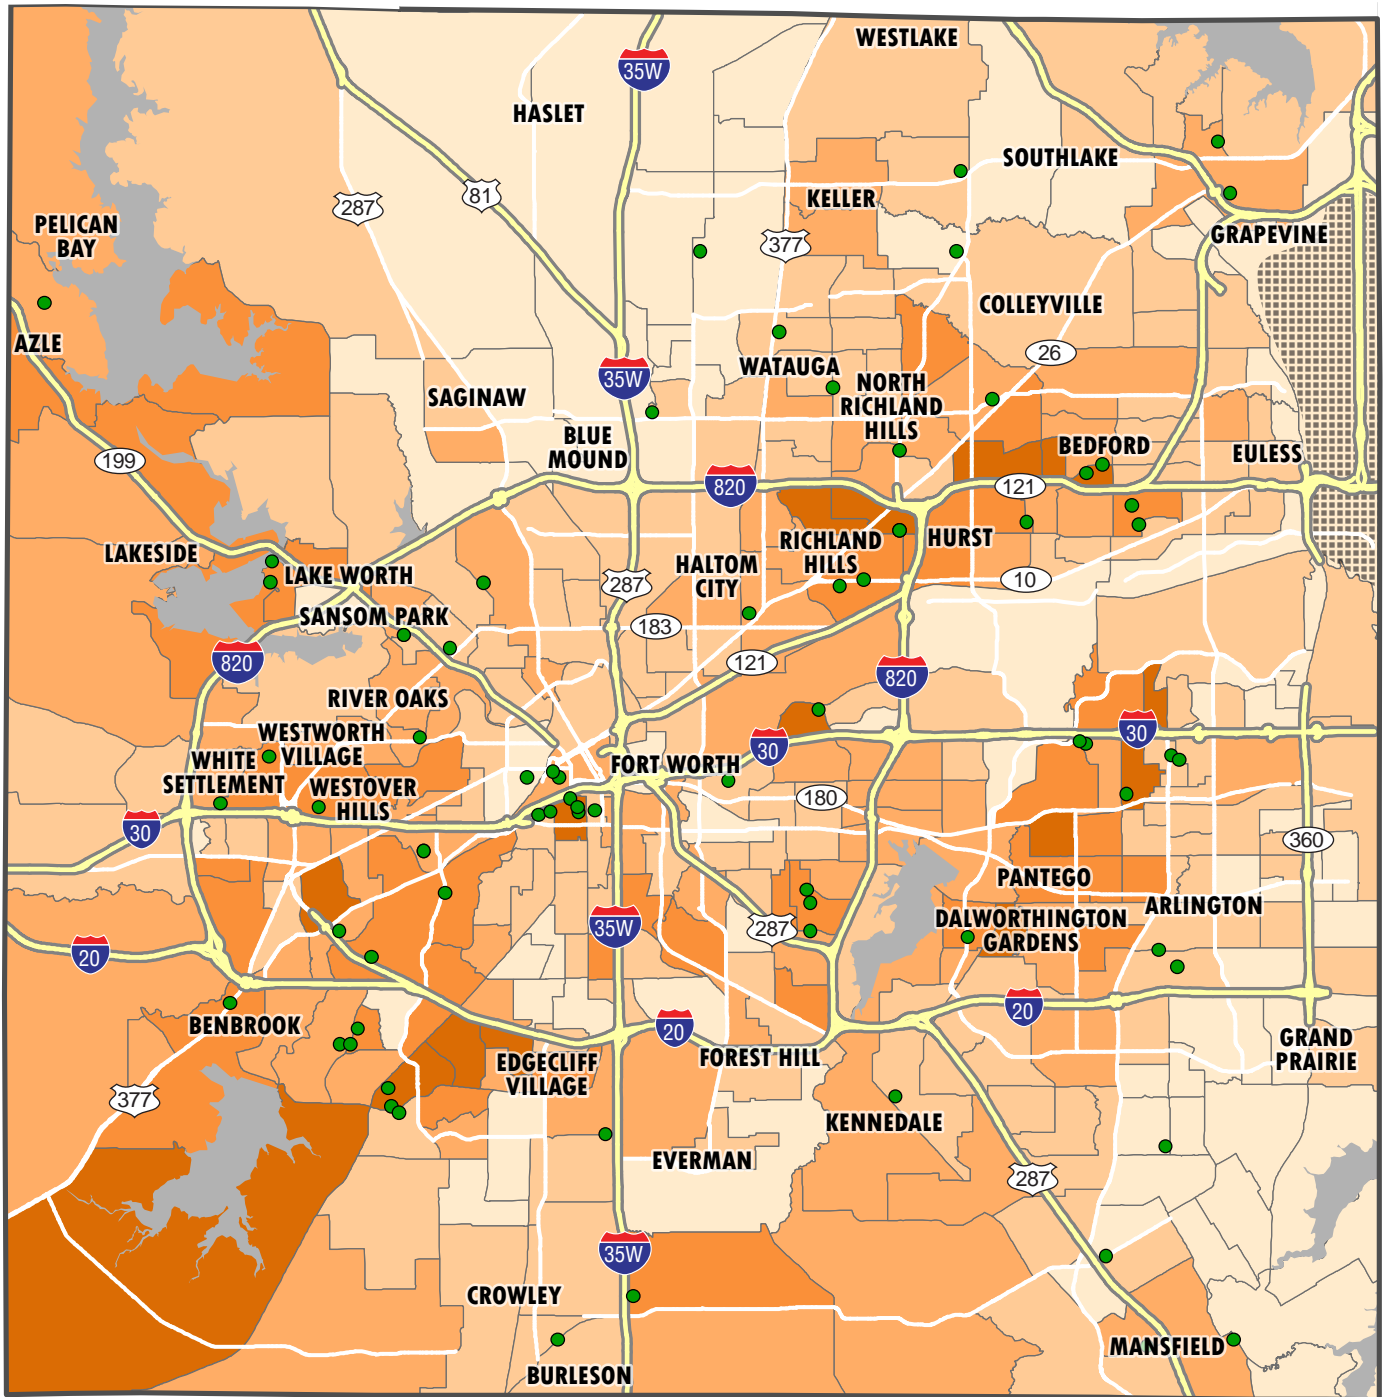 WESTLAKE
35W
HASLET
SOUTHLAKE
KELLER
81
287
PELICAN
BAY
377
GRAPEVINE
COLLEYVILLE
AZLE
26
WATAUGA
35W
NORTH
RICHLAND
HILLS
SAGINAW
BLUE
MOUND
BEDFORD
EULESS
199
820
121
LAKESIDE
RICHLAND
HILLS
HURST
HALTOM
CITY
LAKE WORTH
287
10
SANSOM PARK
183
820
121
820
RIVER OAKS
WESTWORTH
VILLAGE
30
30
WHITE
SETTLEMENT
FORT WORTH
WESTOVER
HILLS
180
30
360
PANTEGO
ARLINGTON
DALWORTHINGTON
GARDENS
35W
287
20
20
20
BENBROOK
EDGECLIFF
VILLAGE
FOREST HILL
GRAND
PRAIRIE
377
KENNEDALE
EVERMAN
287
35W
CROWLEY
MANSFIELD
BURLESON